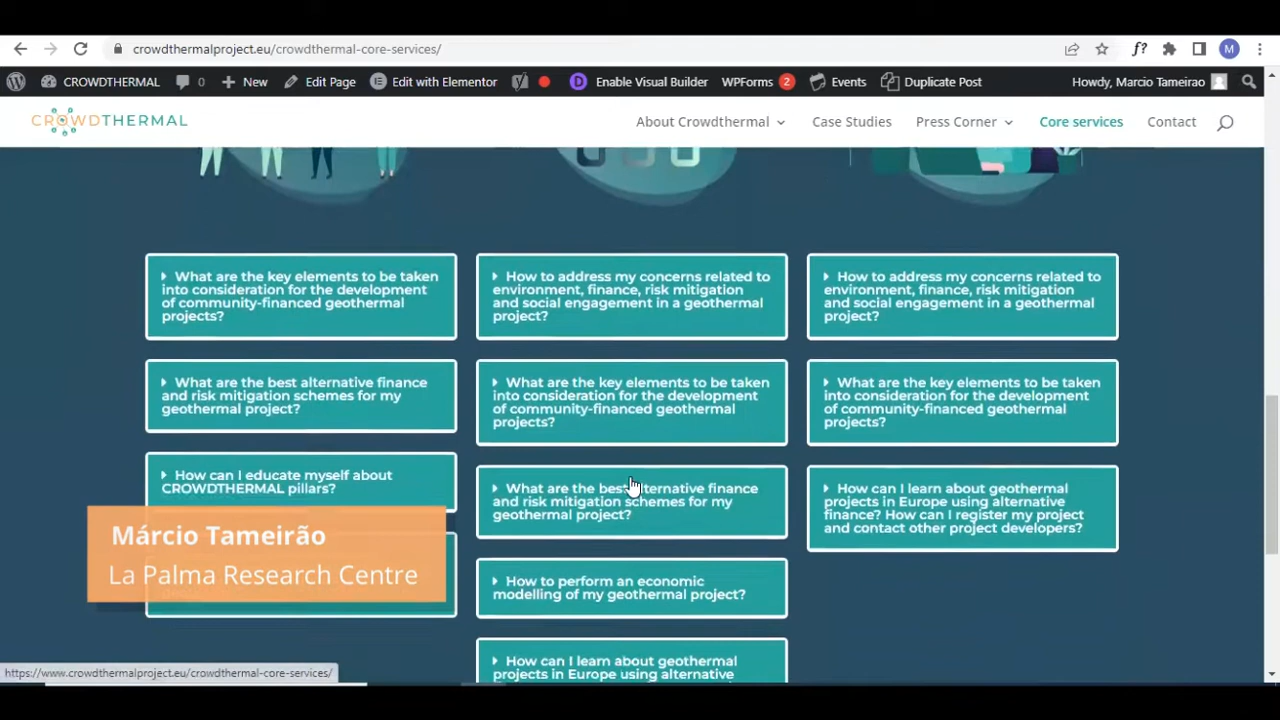 crowdthermalproject.eu/crowdthermal-core-services/
f?
M
CROWDTHERMAL
0
New
Edit Page
Edit with Elementor
Enable Visual Builder
WPForms 2
Events
Duplicate Post
Howdy, Marcio Tameirao
CROWDTHERMAL
About Crowdthermal
Case Studies
Press Corner
Core services
Contact
What are the key elements to be taken
into consideration for the development
of community-financed geothermal
projects?
What are the best alternative finance
and risk mitigation schemes for my
geothermal project?
How can I educate myself about
CROWDTHERMAL pillars?
How to address my concerns related to
environment, finance, risk mitigation
and social engagement in a geothermal
project?
What are the key elements to be taken
into consideration for the development
of community-financed geothermal
projects?
What are the best alternative finance
and risk mitigation schemes for my
geothermal project?
How to perform an economic
modelling of my geothermal project?
How can I learn about geothermal
projects in Europe using alternative
How to address my concerns related to
environment, finance, risk mitigation
and social engagement in a geothermal
project?
What are the key elements to be taken
into consideration for the development
of community-financed geothermal
projects?
How can I learn about geothermal
projects in Europe using alternative
finance? How can I register my project
and contact other project developers?
Márcio Tameirão
La Palma Research Centre
https://www.crowdthermalproject.eu/crowdthermal-core-services/